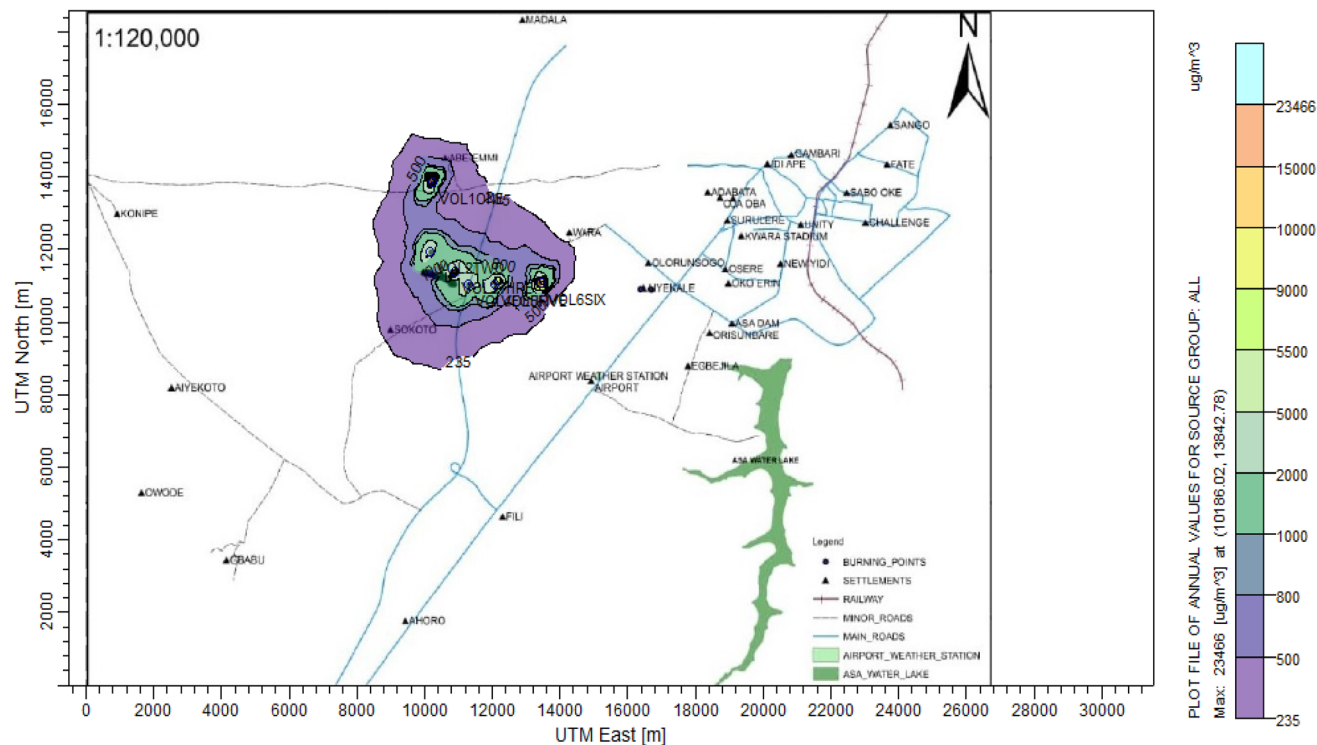 1:120,000
N
MADALA
SANGO
GAMBARI
IDI APE
FATE
ADABATA
OJA OBA
SABO OKE
SURULERE
UNITY
CHALLENGE
KWARA STADIUM
KONIPE
WARA
OLORUNSOGO
OSERE
NEW YIDI
OKO ERIN
AIYEKALE
ASA DAM
ORISUNBARE
EGBEJILA
500
VOL1ONE
500
VOL6SIX
500
SOKOTO
235
AIRPORT WEATHER STATION
AIRPORT
AIYEKOTO
ASA WATER LAKE
OWODE
FILI
GBABU
AHORO
Legend
BURNING_POINTS
SETTLEMENTS
RAILWAY
MINOR_ROADS
MAIN_ROADS
AIRPORT_WEATHER_STATION
ASA_WATER_LAKE
UTM North [m]
16000
14000
12000
10000
8000
6000
4000
2000
0 2000 4000 6000 8000 10000 12000 14000 16000 18000 20000 22000 24000 26000 28000 30000
UTM East [m]
PLOT FILE OF ANNUAL VALUES FOR SOURCE GROUP: ALL
ug/m^3
Max: 23466 [ug/m^3] at (10186.02, 13842.78)
23466
15000
10000
9000
5500
5000
2000
1000
800
500
235